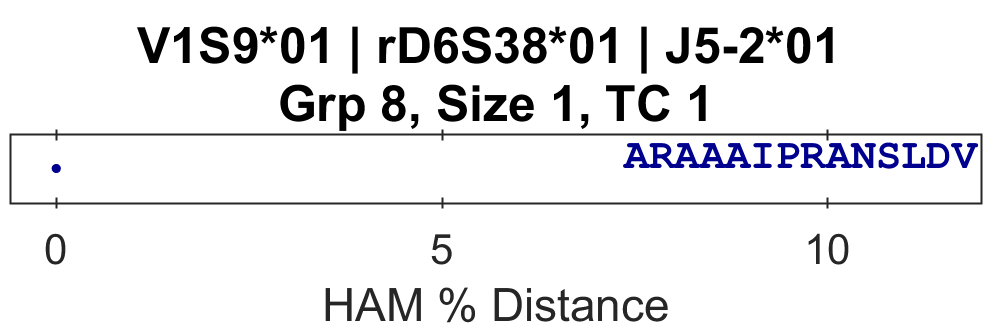 V1S9*01 | rD6S38*01 | J5-2*01
Grp 8, Size 1, TC 1
ARAAAIPRANSLDV
0 5 10
HAM % Distance